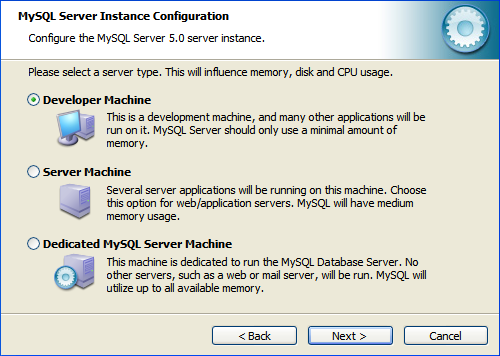 MySQL Server Instance Configuration
Configure the MySQL Server 5.0 server instance.
Please select a server type. This will influence memory, disk and CPU usage.
Developer Machine
This is a development machine, and many other applications will be
run on it. MySQL Server should only use a minimal amount of
memory.
Server Machine
Several server applications will be running on this machine. Choose
this option for web/application servers. MySQL will have medium
memory usage.
Dedicated MySQL Server Machine
This machine is dedicated to run the MySQL Database Server. No
other servers, such as a web or mail server, will be run. MySQL will
utilize up to all available memory.
< Back
Next >
Cancel